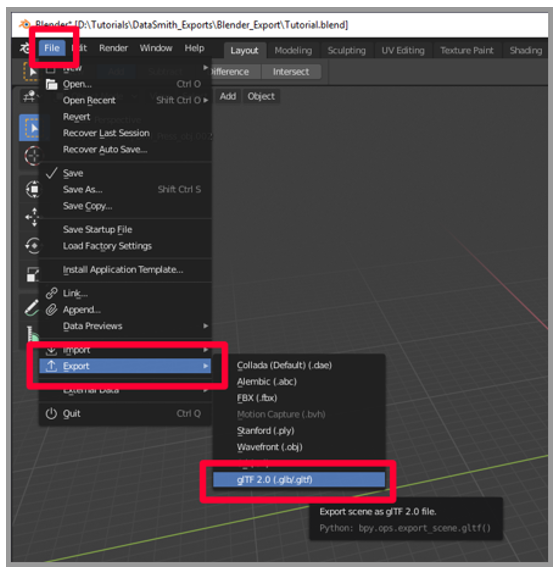 Blender* [D:\Tutorials\DataSmith_Exports\Blender_Export\Tutorial.blend]
File Render Window Help Layout Modeling Sculpting UV Editing Texture Paint Shading
New Difference Intersect
Open... Ctrl O
Open Recent Shift Ctrl O Add Object
Revert
Recover Last Session
Recover Auto Save...
Save
Save As... Shift Ctrl S
Save Copy...
Save Startup File
Load Factory Settings
Install Application Template...
Link...
Append...
Data Previews
Import
Export
External Data
Quit Ctrl Q
Collada (Default) (.dae)
Alembic (.abc)
FBX (.fbx)
Motion Capture (.bvh)
Stanford (.ply)
Wavefront (.obj)
glTF 2.0 (.glb/.gltf)
Export scene as glTF 2.0 file.
Python: bpy.ops.export_scene.gltf()